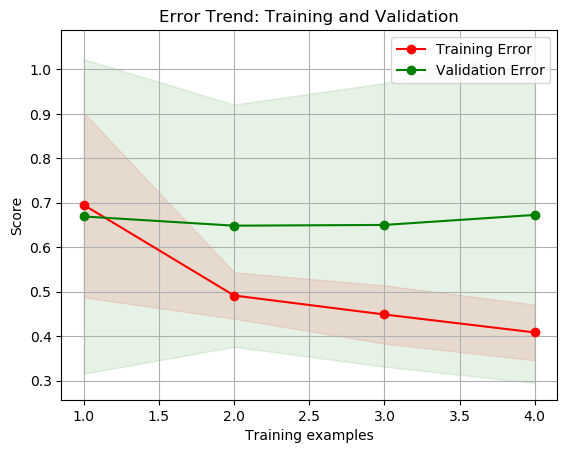 Error Trend: Training and Validation
Training Error
Validation Error
Score
1.0
0.9
0.8
0.7
0.6
0.5
0.4
0.3
1.0 1.5 2.0 2.5 3.0 3.5 4.0
Training examples